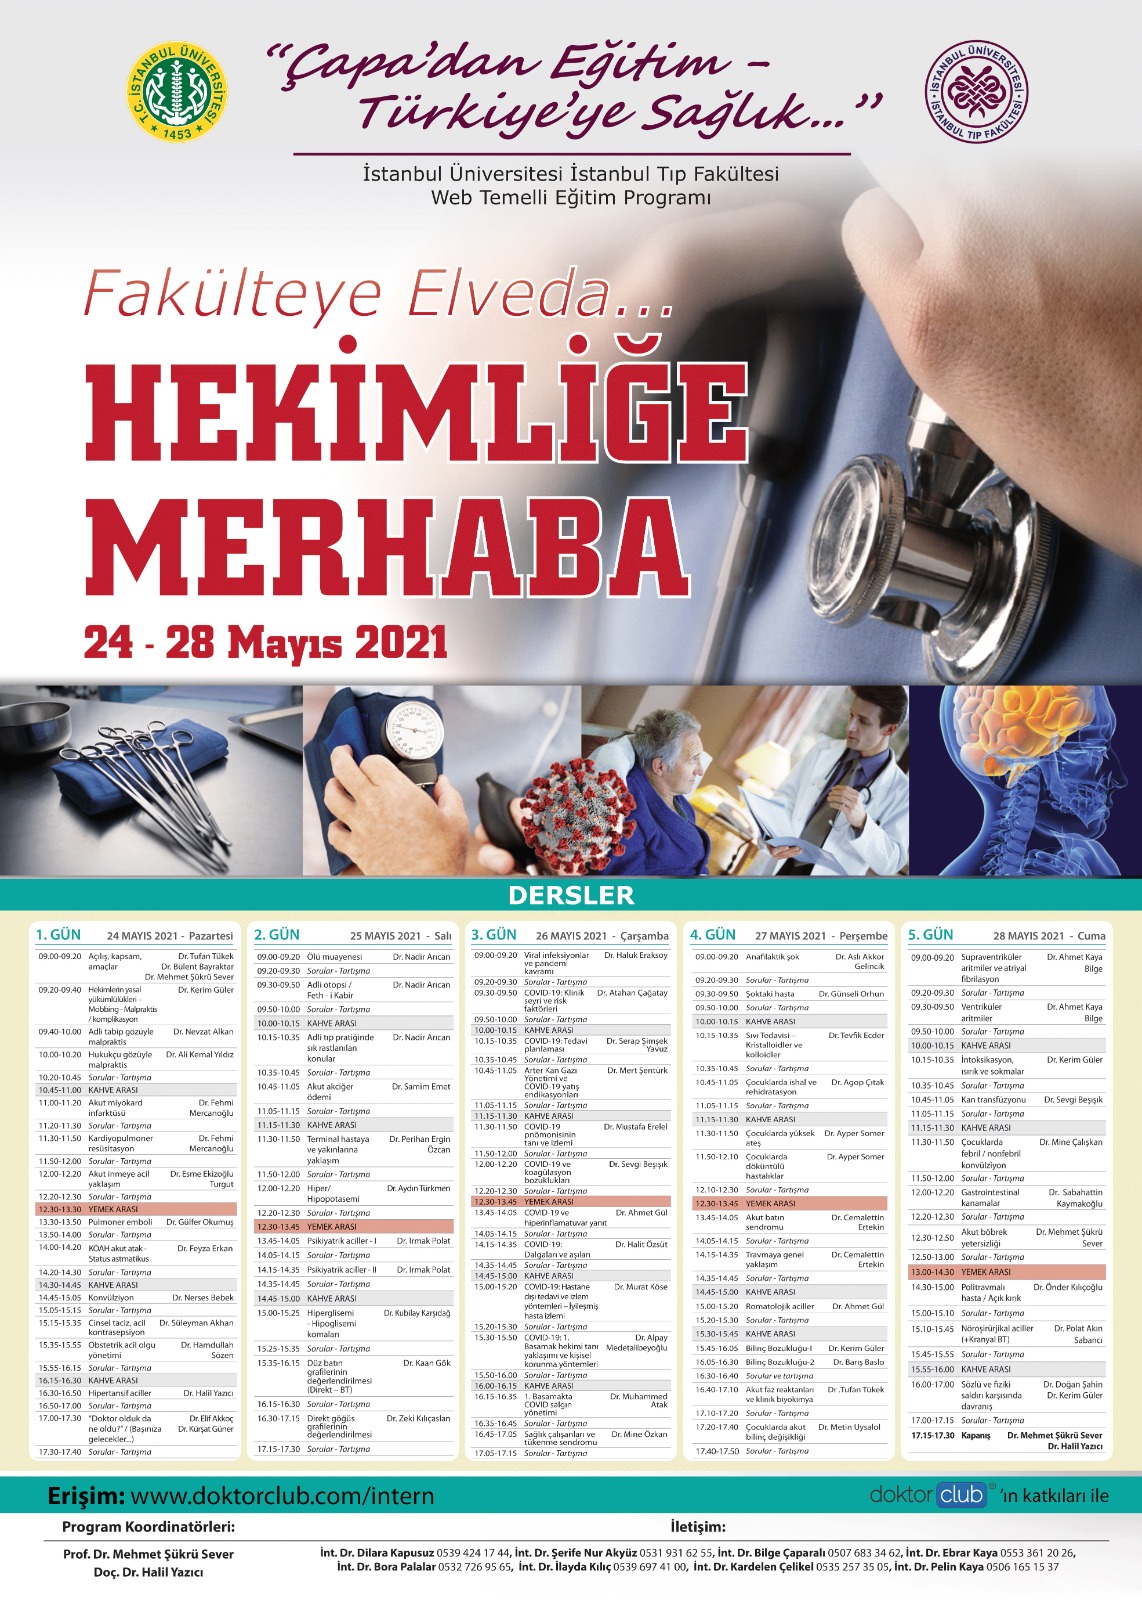 T.C. İSTANBUL ÜNİVERSİTESİ
1453
“Çapa’dan Eğitim –
Türkiye’ye Sağlık...”
İSTANBUL ÜNİVERSİTESİ
İSTANBUL TIP FAKÜLTESİ
İstanbul Üniversitesi İstanbul Tıp Fakültesi
Web Temelli Eğitim Programı
Fakülteye Elveda...
HEKİMLİĞE
MERHABA
24 - 28 Mayıs 2021
DERSLER
1. GÜN 24 MAYIS 2021 - Pazartesi
09.00-09.20 Açılış, kapsam, Dr. Tufan Tükek
amaçlar Dr. Bülent Bayraktar
Dr. Mehmet Şükrü Sever
09.20-09.40 Hekimlerin yasal Dr. Kerim Güler
yükümlülükleri –
Mobbing - Malpraktis
/ komplikasyon
09.40-10.00 Adli tabip gözüyle Dr. Nevzat Alkan
malpraktis
10.00-10.20 Hukukçu gözüyle Dr. Ali Kemal Yıldız
malpraktis
10.20-10.45 Sorular - Tartışma
10.45-11.00 KAHVE ARASI
11.00-11.20 Akut miyokard Dr. Fehmi
infarktüsü Mercanoğlu
11.20-11.30 Sorular - Tartışma
11.30-11.50 Kardiyopulmoner Dr. Fehmi
resüsitasyon Mercanoğlu
11.50-12.00 Sorular - Tartışma
12.00-12.20 Akut inmeye acil Dr. Esme Ekizoğlu
yaklaşım Turgut
12.20-12.30 Sorular - Tartışma
12.30-13.30 YEMEK ARASI
13.30-13.50 Pulmoner emboli Dr. Gülfer Okumuş
13.50-14.00 Sorular - Tartışma
14.00-14.20 KOAH akut atak - Dr. Feyza Erkan
Status astmatikus
14.20-14.30 Sorular - Tartışma
14.30-14.45 KAHVE ARASI
14.45-15.05 Konvülziyon Dr. Nerses Bebek
15.05-15.15 Sorular - Tartışma
15.15-15.35 Cinsel taciz, acil Dr. Süleyman Akhan
kontrasepsiyon
15.35-15.55 Obstetrik acil olgu Dr. Hamdullah
yönetimi Sözen
15.55-16.15 Sorular - Tartışma
16.15-16.30 KAHVE ARASI
16.30-16.50 Hipertansif aciller Dr. Halil Yazıcı
16.50-17.00 Sorular - Tartışma
17.00-17.30 "Doktor olduk da Dr. Elif Akkoç
ne oldu?" / (Başınıza Dr. Kürşat Güner
gelecekler...)
17.30-17.40 Sorular - Tartışma
2. GÜN 25 MAYIS 2021 - Salı
09.00-09.20 Ölü muayenesi Dr. Nadir Arıcan
09.20-09.30 Sorular - Tartışma
09.30-09.50 Adli otopsi / Dr. Nadir Arıcan
Feth - i Kabir
09.50-10.00 Sorular - Tartışma
10.00-10.15 KAHVE ARASI
10.15-10.35 Adli tıp pratiğinde Dr. Nadir Arıcan
sık rastlanılan
konular
10.35-10.45 Sorular - Tartışma
10.45-11.05 Akut akciğer Dr. Samim Emet
ödemi
11.05-11.15 Sorular - Tartışma
11.15-11.30 KAHVE ARASI
11.30-11.50 Terminal hastaya Dr. Perihan Ergin
ve yakınlarına Özcan
yaklaşım
11.50-12.00 Sorular - Tartışma
12.00-12.20 Hiper/ Dr. Aydın Türkmen
Hipopotasemi
12.20-12.30 Sorular - Tartışma
12.30-13.45 YEMEK ARASI
13.45-14.05 Psikiyatrik aciller - I Dr. Irmak Polat
14.05-14.15 Sorular - Tartışma
14.15-14.35 Psikiyatrik aciller - II Dr. Irmak Polat
14.35-14.45 Sorular - Tartışma
14.45-15.00 KAHVE ARASI
15.00-15.25 Hiperglisemi Dr. Kubilay Karşıdağ
- Hipoglisemi
komaları
15.25-15.35 Sorular - Tartışma
15.35-16.15 Düz batın Dr. Kaan Gök
grafilerinin
değerlendirilmesi
(Direkt – BT)
16.15-16.30 Sorular - Tartışma
16.30-17.15 Direkt göğüs Dr. Zeki Kılıçaslan
grafilerinin
değerlendirilmesi
17.15-17.30 Sorular - Tartışma
3. GÜN 26 MAYIS 2021 - Çarşamba
09.00-09.20 Viral infeksiyonlar Dr. Haluk Eraksoy
ve pandemi
kavramı
09.20-09.30 Sorular - Tartışma
09.30-09.50 COVID-19: Klinik Dr. Atahan Çağatay
seyri ve risk
faktörleri
09.50-10.00 Sorular - Tartışma
10.00-10.15 KAHVE ARASI
10.15-10.35 COVID-19: Tedavi Dr. Serap Şimşek
planlaması Yavuz
10.35-10.45 Sorular - Tartışma
10.45-11.05 Arter Kan Gazı Dr. Mert Şentürk
Yönetimi ve
COVID-19 yatış
endikasyonları
11.05-11.15 Sorular - Tartışma
11.15-11.30 KAHVE ARASI
11.30-11.50 COVID-19 Dr. Mustafa Erelel
pnömonisinin
tanı ve izlemi
11.50-12.00 Sorular - Tartışma
12.00-12.20 COVID-19 ve Dr. Sevgi Beşışık
koagülasyon
bozuklukları
12.20-12.30 Sorular - Tartışma
12.30-13.45 YEMEK ARASI
13.45-14.05 COVID-19 ve Dr. Ahmet Gül
hiperinflamatuvar yanıt
14.05-14.15 Sorular - Tartışma
14.15-14.35 COVID-19: Dr. Halit Özsüt
Dalgaları ve aşıları
14.35-14.45 Sorular - Tartışma
14.45-15.00 KAHVE ARASI
15.00-15.20 COVID-19: Hastane Dr. Murat Köse
dışı tedavi ve izlem
yöntemleri – İyileşmiş
hasta izlemi
15.20-15.30 Sorular - Tartışma
15.30-15.50 COVID-19: 1. Dr. Alpay
Basamak hekimi tanı Medetalibeyoğlu
yaklaşımı ve kişisel
korunma yöntemleri
15.50-16.00 Sorular - Tartışma
16.00-16.15 KAHVE ARASI
16.15-16.35 1. Basamakta Dr. Muhammed
COVID salgın Atak
yönetimi
16.35-16.45 Sorular - Tartışma
16.45-17.05 Sağlık çalışanları ve Dr. Mine Özkan
tükenme sendromu
17.05-17.15 Sorular - Tartışma
4. GÜN 27 MAYIS 2021 - Perşembe
09.00-09.20 Anafilaktik şok Dr. Aslı Akkor
Gelincik
09.20-09.30 Sorular - Tartışma
09.30-09.50 Şoktaki hasta Dr. Günseli Orhun
09.50-10.00 Sorular - Tartışma
10.00-10.15 KAHVE ARASI
10.15-10.35 Sıvı Tedavisi – Dr. Tevfik Ecder
Kristalloidler ve
kolloidler
10.35-10.45 Sorular - Tartışma
10.45-11.05 Çocuklarda ishal ve Dr. Agop Çıtak
rehidratasyon
11.05-11.15 Sorular - Tartışma
11.15-11.30 KAHVE ARASI
11.30-11.50 Çocuklarda yüksek Dr. Ayper Somer
ateş
11.50-12.10 Çocuklarda Dr. Ayper Somer
döküntülü
hastalıklar
12.10-12.30 Sorular - Tartışma
12.30-13.45 YEMEK ARASI
13.45-14.05 Akut batın Dr. Cemalettin
sendromu Ertekin
14.05-14.15 Sorular - Tartışma
14.15-14.35 Travmaya genel Dr. Cemalettin
yaklaşım Ertekin
14.35-14.45 Sorular - Tartışma
14.45-15.00 KAHVE ARASI
15.00-15.20 Romatolojik aciller Dr. Ahmet Gül
15.20-15.30 Sorular - Tartışma
15.30-15.45 KAHVE ARASI
15.45-16.05 Bilinç Bozukluğu-I Dr. Kerim Güler
16.05-16.30 Bilinç Bozukluğu-2 Dr. Barış Baslo
16.30-16.40 Sorular ve tartışma
16.40-17.10 Akut faz reaktanları Dr .Tufan Tükek
ve klinik biyokimya
17.10-17.20 Sorular - Tartışma
17.20-17.40 Çocuklarda akut Dr. Metin Uysalol
bilinç değişikliği
17.40-17.50 Sorular - Tartışma
5. GÜN 28 MAYIS 2021 - Cuma
09.00-09.20 Supraventriküler Dr. Ahmet Kaya
aritmiler ve atriyal Bilge
fibrilasyon
09.20-09.30 Sorular - Tartışma
09.30-09.50 Ventriküler Dr. Ahmet Kaya
aritmiler Bilge
09.50-10.00 Sorular - Tartışma
10.00-10.15 KAHVE ARASI
10.15-10.35 İntoksikasyon, Dr. Kerim Güler
ısırık ve sokmalar
10.35-10.45 Sorular - Tartışma
10.45-11.05 Kan transfüzyonu Dr. Sevgi Beşışık
11.05-11.15 Sorular - Tartışma
11.15-11.30 KAHVE ARASI
11.30-11.50 Çocuklarda Dr. Mine Çalışkan
febril / nonfebril
konvülziyon
11.50-12.00 Sorular - Tartışma
12.00-12.20 Gastrointestinal Dr. Sabahattin
kanamalar Kaymakoğlu
12.20-12.30 Sorular - Tartışma
12.30-12.50 Akut böbrek Dr. Mehmet Şükrü
yetersizliği Sever
12.50-13.00 Sorular - Tartışma
13.00-14.30 YEMEK ARASI
14.30-15.00 Politravmalı Dr. Önder Kılıçoğlu
hasta / Açık kırık
15.00-15.10 Sorular - Tartışma
15.10-15.45 Nöroşirürjikal aciller Dr. Polat Akın
(+Kranyal BT) Sabancı
15.45-15.55 Sorular - Tartışma
15.55-16.00 KAHVE ARASI
16.00-17.00 Sözlü ve fiziki Dr. Doğan Şahin
saldırı karşısında Dr. Kerim Güler
davranış
17.00-17.15 Sorular - Tartışma
17.15-17.30 Kapanış Dr. Mehmet Şükrü Sever
Dr. Halil Yazıcı
Erişim: www.doktorclub.com/intern
doktorclub®'ın katkıları ile
Program Koordinatörleri:
Prof. Dr. Mehmet Şükrü Sever
Doç. Dr. Halil Yazıcı
İletişim:
İnt. Dr. Dilara Kapusuz 0539 424 17 44, İnt. Dr. Şerife Nur Akyüz 0531 931 62 55, İnt. Dr. Bilge Çaparalı 0507 683 34 62, İnt. Dr. Ebrar Kaya 0553 361 20 26,
İnt. Dr. Bora Palalar 0532 726 95 65, İnt. Dr. İlayda Kılıç 0539 697 41 00, İnt. Dr. Kardelen Çelikel 0535 257 35 05, İnt. Dr. Pelin Kaya 0506 165 15 37